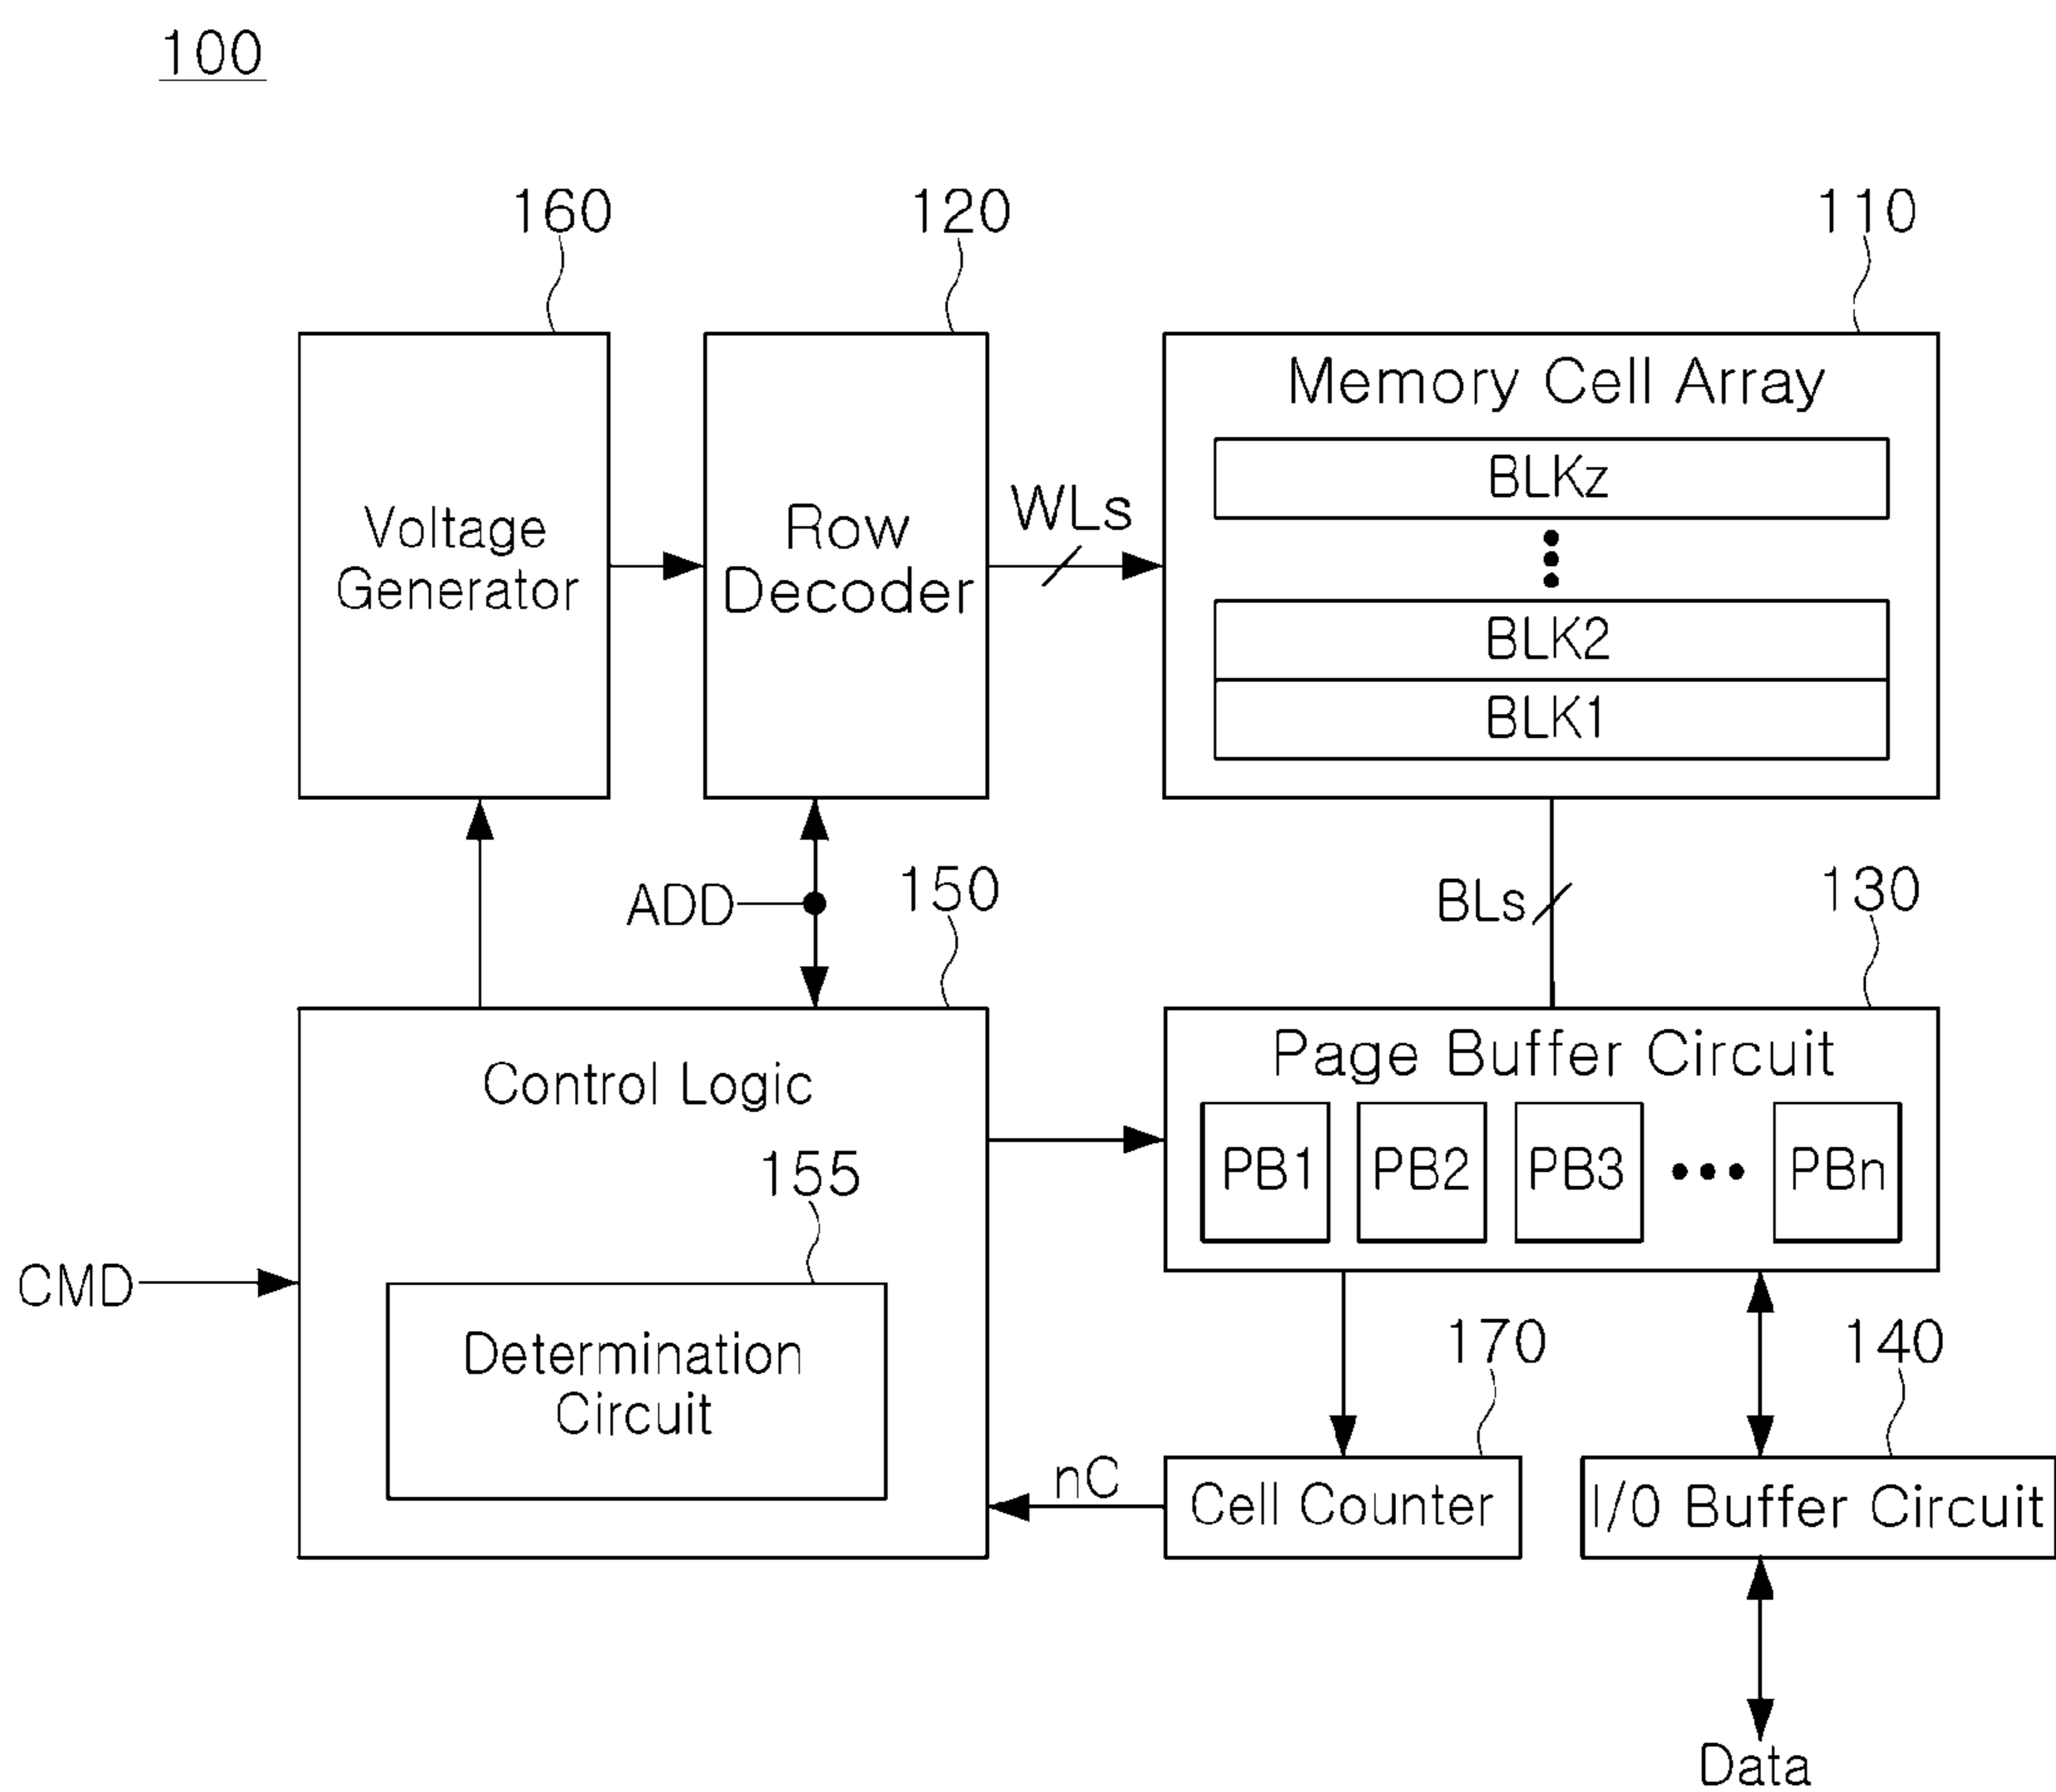 100
160
120
110
Voltage
Generator
Row
Decoder
WLs
Memory Cell Array
BLKz
BLK2
BLK1
ADD
150
BLs
130
Control Logic
155
Determination
Circuit
CMD
Page Buffer Circuit
PB1
PB2
PB3
PBn
170
140
nC
Cell Counter
I/0 Buffer Circuit
Data